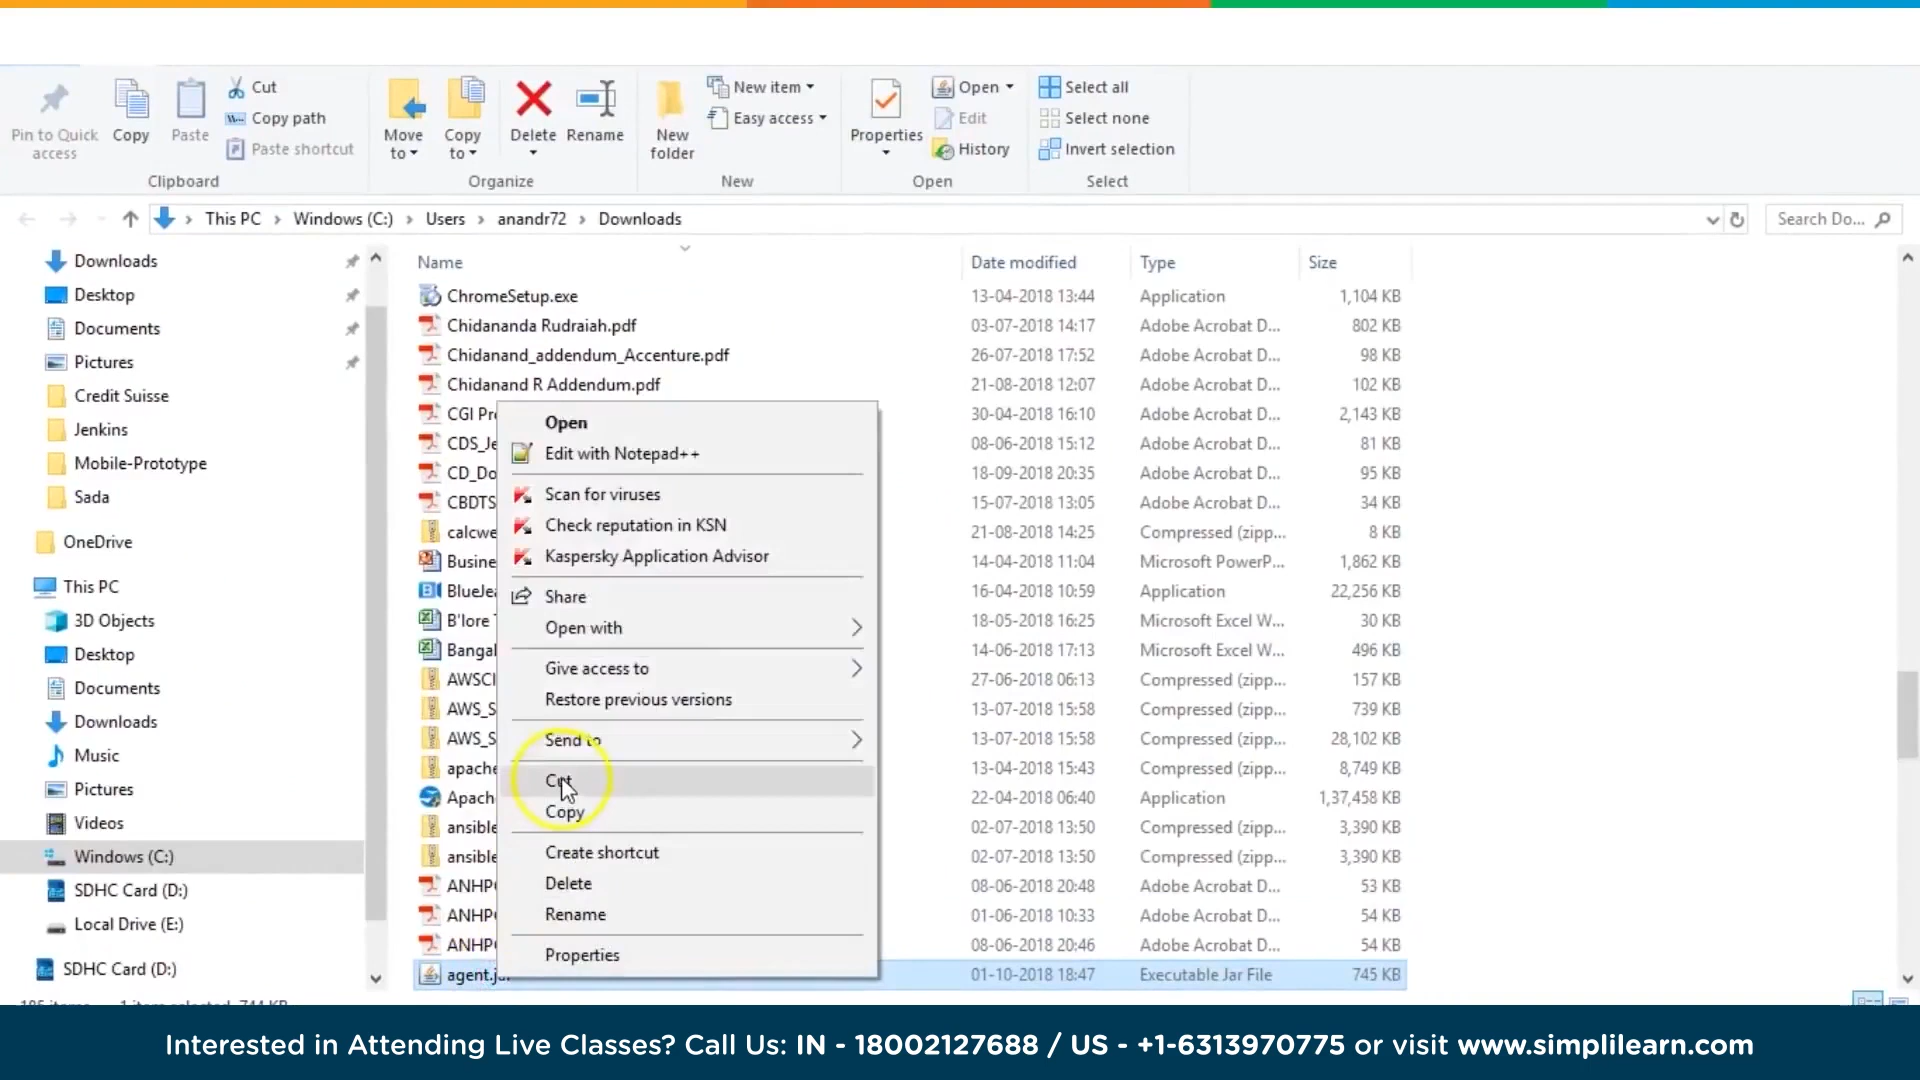 Cut
Copy path
Paste shortcut
Pin to Quick access
Copy
Paste
Clipboard
Move to
Copy to
Delete
Rename
Organize
New item
Easy access
New folder
New
Properties
Open
Edit
History
Open
Select all
Select none
Invert selection
Select
This PC > Windows (C:) > Users > anandr72 > Downloads
Search Do...
Downloads
Desktop
Documents
Pictures
Credit Suisse
Jenkins
Mobile-Prototype
Sada
OneDrive
This PC
3D Objects
Desktop
Documents
Downloads
Music
Pictures
Videos
Windows (C:)
SDHC Card (D:)
Local Drive (E:)
SDHC Card (D:)
Name Date modified Type Size
ChromeSetup.exe 13-04-2018 13:44 Application 1,104 KB
Chidananda Rudraiah.pdf 03-07-2018 14:17 Adobe Acrobat D... 802 KB
Chidanand_addendum_Accenture.pdf 26-07-2018 17:52 Adobe Acrobat D... 98 KB
Chidanand R Addendum.pdf 21-08-2018 12:07 Adobe Acrobat D... 102 KB
CGI Pr 30-04-2018 16:10 Adobe Acrobat D... 2,143 KB
CDS_Je 08-06-2018 15:12 Adobe Acrobat D... 81 KB
CD_Do 18-09-2018 20:35 Adobe Acrobat D... 95 KB
CBDTS 15-07-2018 13:05 Adobe Acrobat D... 34 KB
calcwe 21-08-2018 14:25 Compressed (zipp... 8 KB
Busine 14-04-2018 11:04 Microsoft PowerP... 1,862 KB
BlueJea 16-04-2018 10:59 Application 22,256 KB
B'lore 18-05-2018 16:25 Microsoft Excel W... 30 KB
Bangal 14-06-2018 17:13 Microsoft Excel W... 496 KB
AWSCI 27-06-2018 06:13 Compressed (zipp... 157 KB
AWS_S 13-07-2018 15:58 Compressed (zipp... 739 KB
AWS_S 13-07-2018 15:58 Compressed (zipp... 28,102 KB
apache 13-04-2018 15:43 Compressed (zipp... 8,749 KB
Apach 22-04-2018 06:40 Application 1,37,458 KB
ansible 02-07-2018 13:50 Compressed (zipp... 3,390 KB
ansible 02-07-2018 13:50 Compressed (zipp... 3,390 KB
ANHP 08-06-2018 20:48 Adobe Acrobat D... 53 KB
ANHP 01-06-2018 10:33 Adobe Acrobat D... 54 KB
ANHP 08-06-2018 20:46 Adobe Acrobat D... 54 KB
agent.jar 01-10-2018 18:47 Executable Jar File 745 KB
Open
Edit with Notepad++
Scan for viruses
Check reputation in KSN
Kaspersky Application Advisor
Share
Open with
Give access to
Restore previous versions
Send to
Cut
Copy
Create shortcut
Delete
Rename
Properties
Interested in Attending Live Classes? Call Us: IN - 18002127688 / US - +1-6313970775 or visit www.simplilearn.com